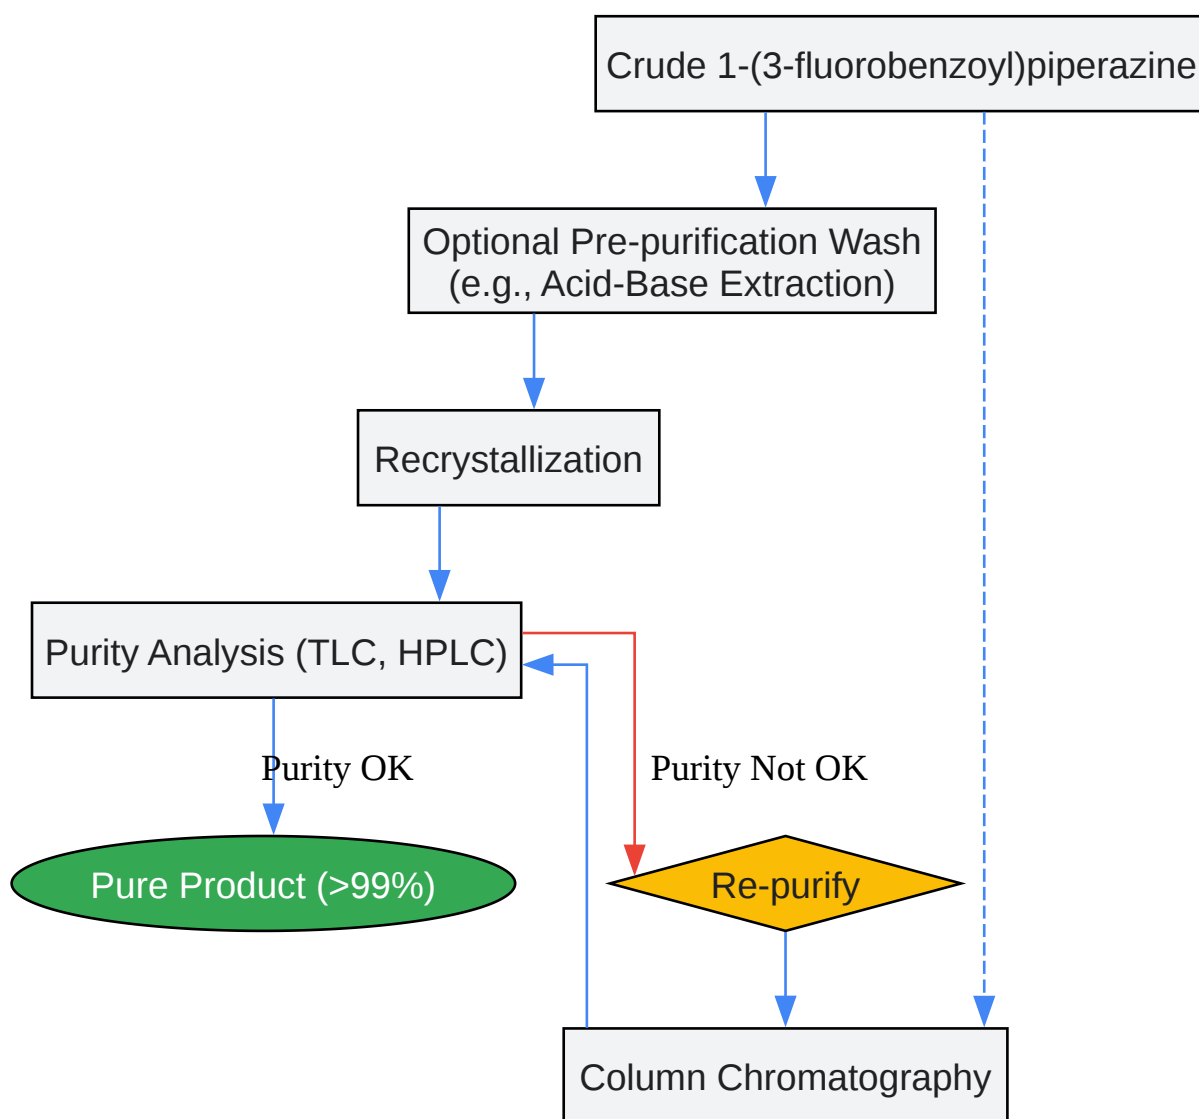 Crude 1-(3-fluorobenzoyl)piperazine
Optional Pre-purification Wash
(e.g., Acid-Base Extraction)
Recrystallization
Purity Analysis (TLC, HPLC)
Purity OK
Purity Not OK
Pure Product (>99%)
Re-purify
Column Chromatography